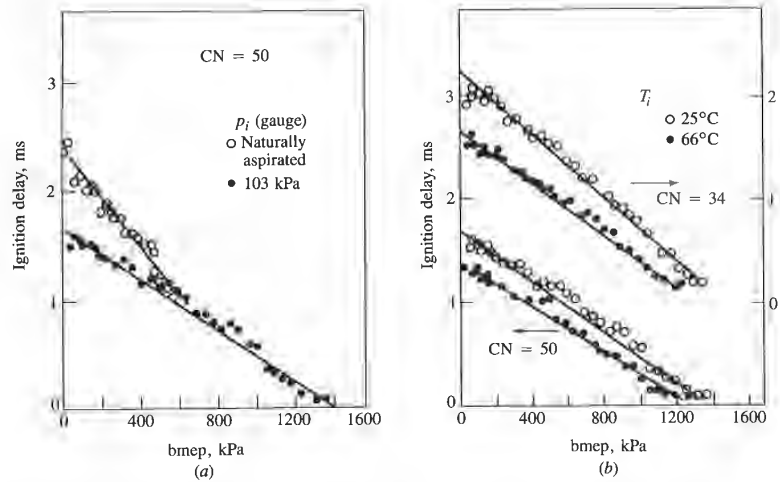 CN = 50
p_i (gauge)
○ Naturally
aspirated
● 103 kPa
3
2
1
0
Ignition delay, ms
0
400
800
1200
1600
bmep, kPa
(a)
T_i
○ 25°C
● 66°C
CN = 34
CN = 50
3
2
1
0
Ignition delay, ms
2
1
0
0
400
800
1200
1600
bmep, kPa
(b)